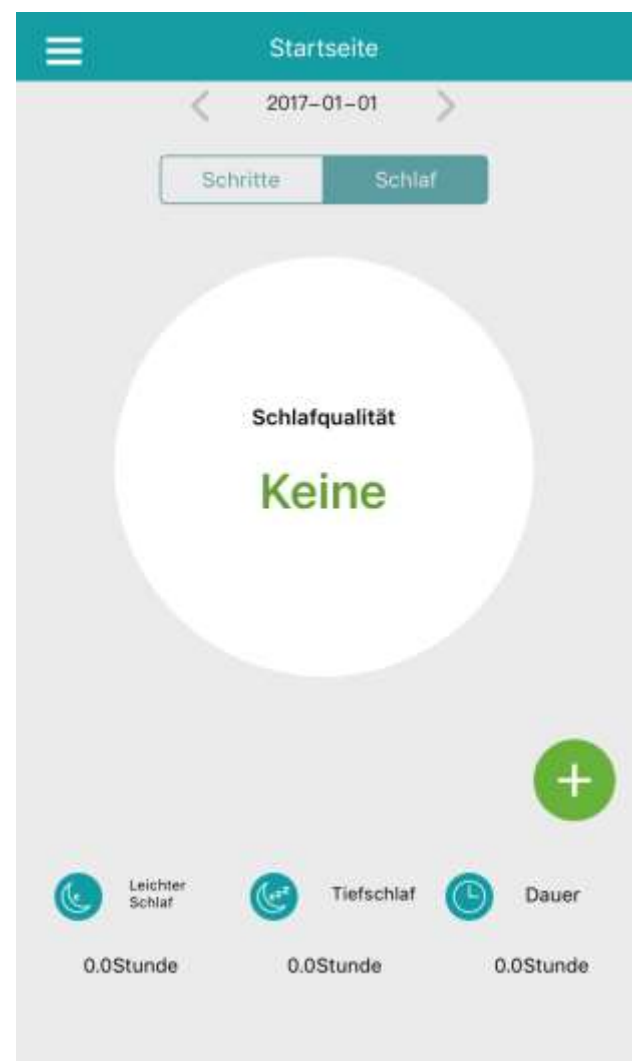 Startseite
2017-01-01
Schritte
Schlaf
Schlafqualität
Keine
Leichter
Schlaf
Tiefschlaf
Dauer
0.0Stunde
0.0Stunde
0.0Stunde